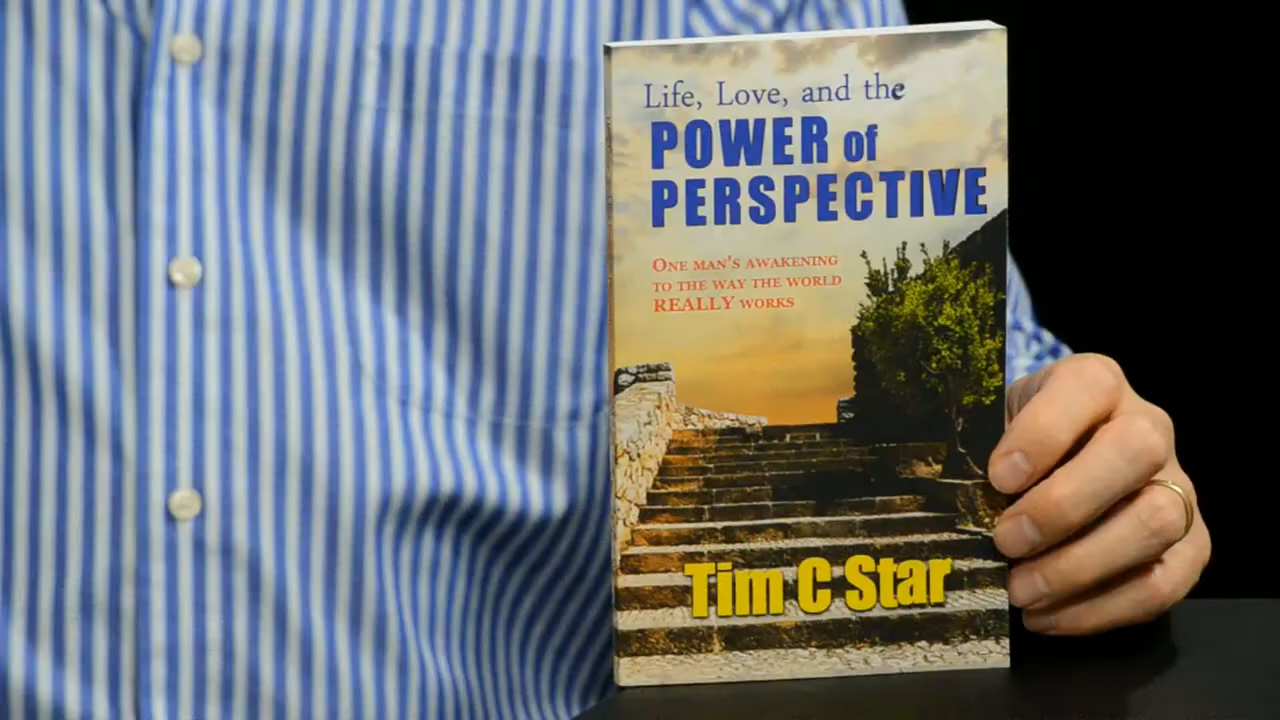 Life, Love, and the
POWER of
PERSPECTIVE
ONE MAN'S AWAKENING
TO THE WAY THE WORLD
REALLY WORKS
Tim C Star